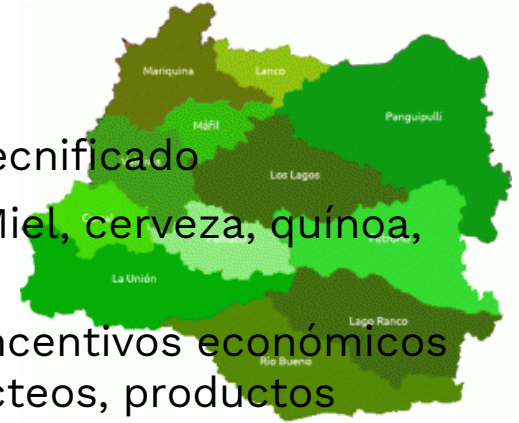 Mariquina
Lanco
Panguipulli
Máfil
ecnificado
Los Lagos
Miel, cerveza, quínoa,
Futrono
La Unión
Lago Ranco
ncentivos económicos
Río Bueno
cteos, productos